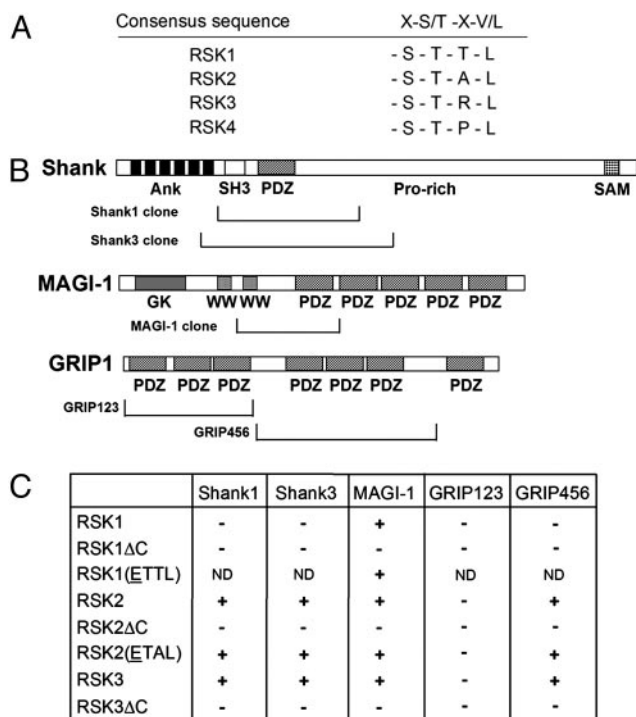 A
Consensus sequence X-S/T -X-V/L
RSK1 - S - T - T - L
RSK2 - S - T - A - L
RSK3 - S - T - R - L
RSK4 - S - T - P - L
B
Shank
Ank SH3 PDZ Pro-rich SAM
Shank1 clone
Shank3 clone
MAGI-1
GK WW WW PDZ PDZ PDZ PDZ PDZ
MAGI-1 clone
GRIP1
PDZ PDZ PDZ PDZ PDZ PDZ PDZ
GRIP123
GRIP456
C
Shank1 Shank3 MAGI-1 GRIP123 GRIP456
RSK1 - - + - -
RSK1ΔC - - - - -
RSK1(ETTL) ND ND + ND ND
RSK2 + + + - +
RSK2ΔC - - - - -
RSK2(ETAL) + + + - +
RSK3 + + + - +
RSK3ΔC - - - - -